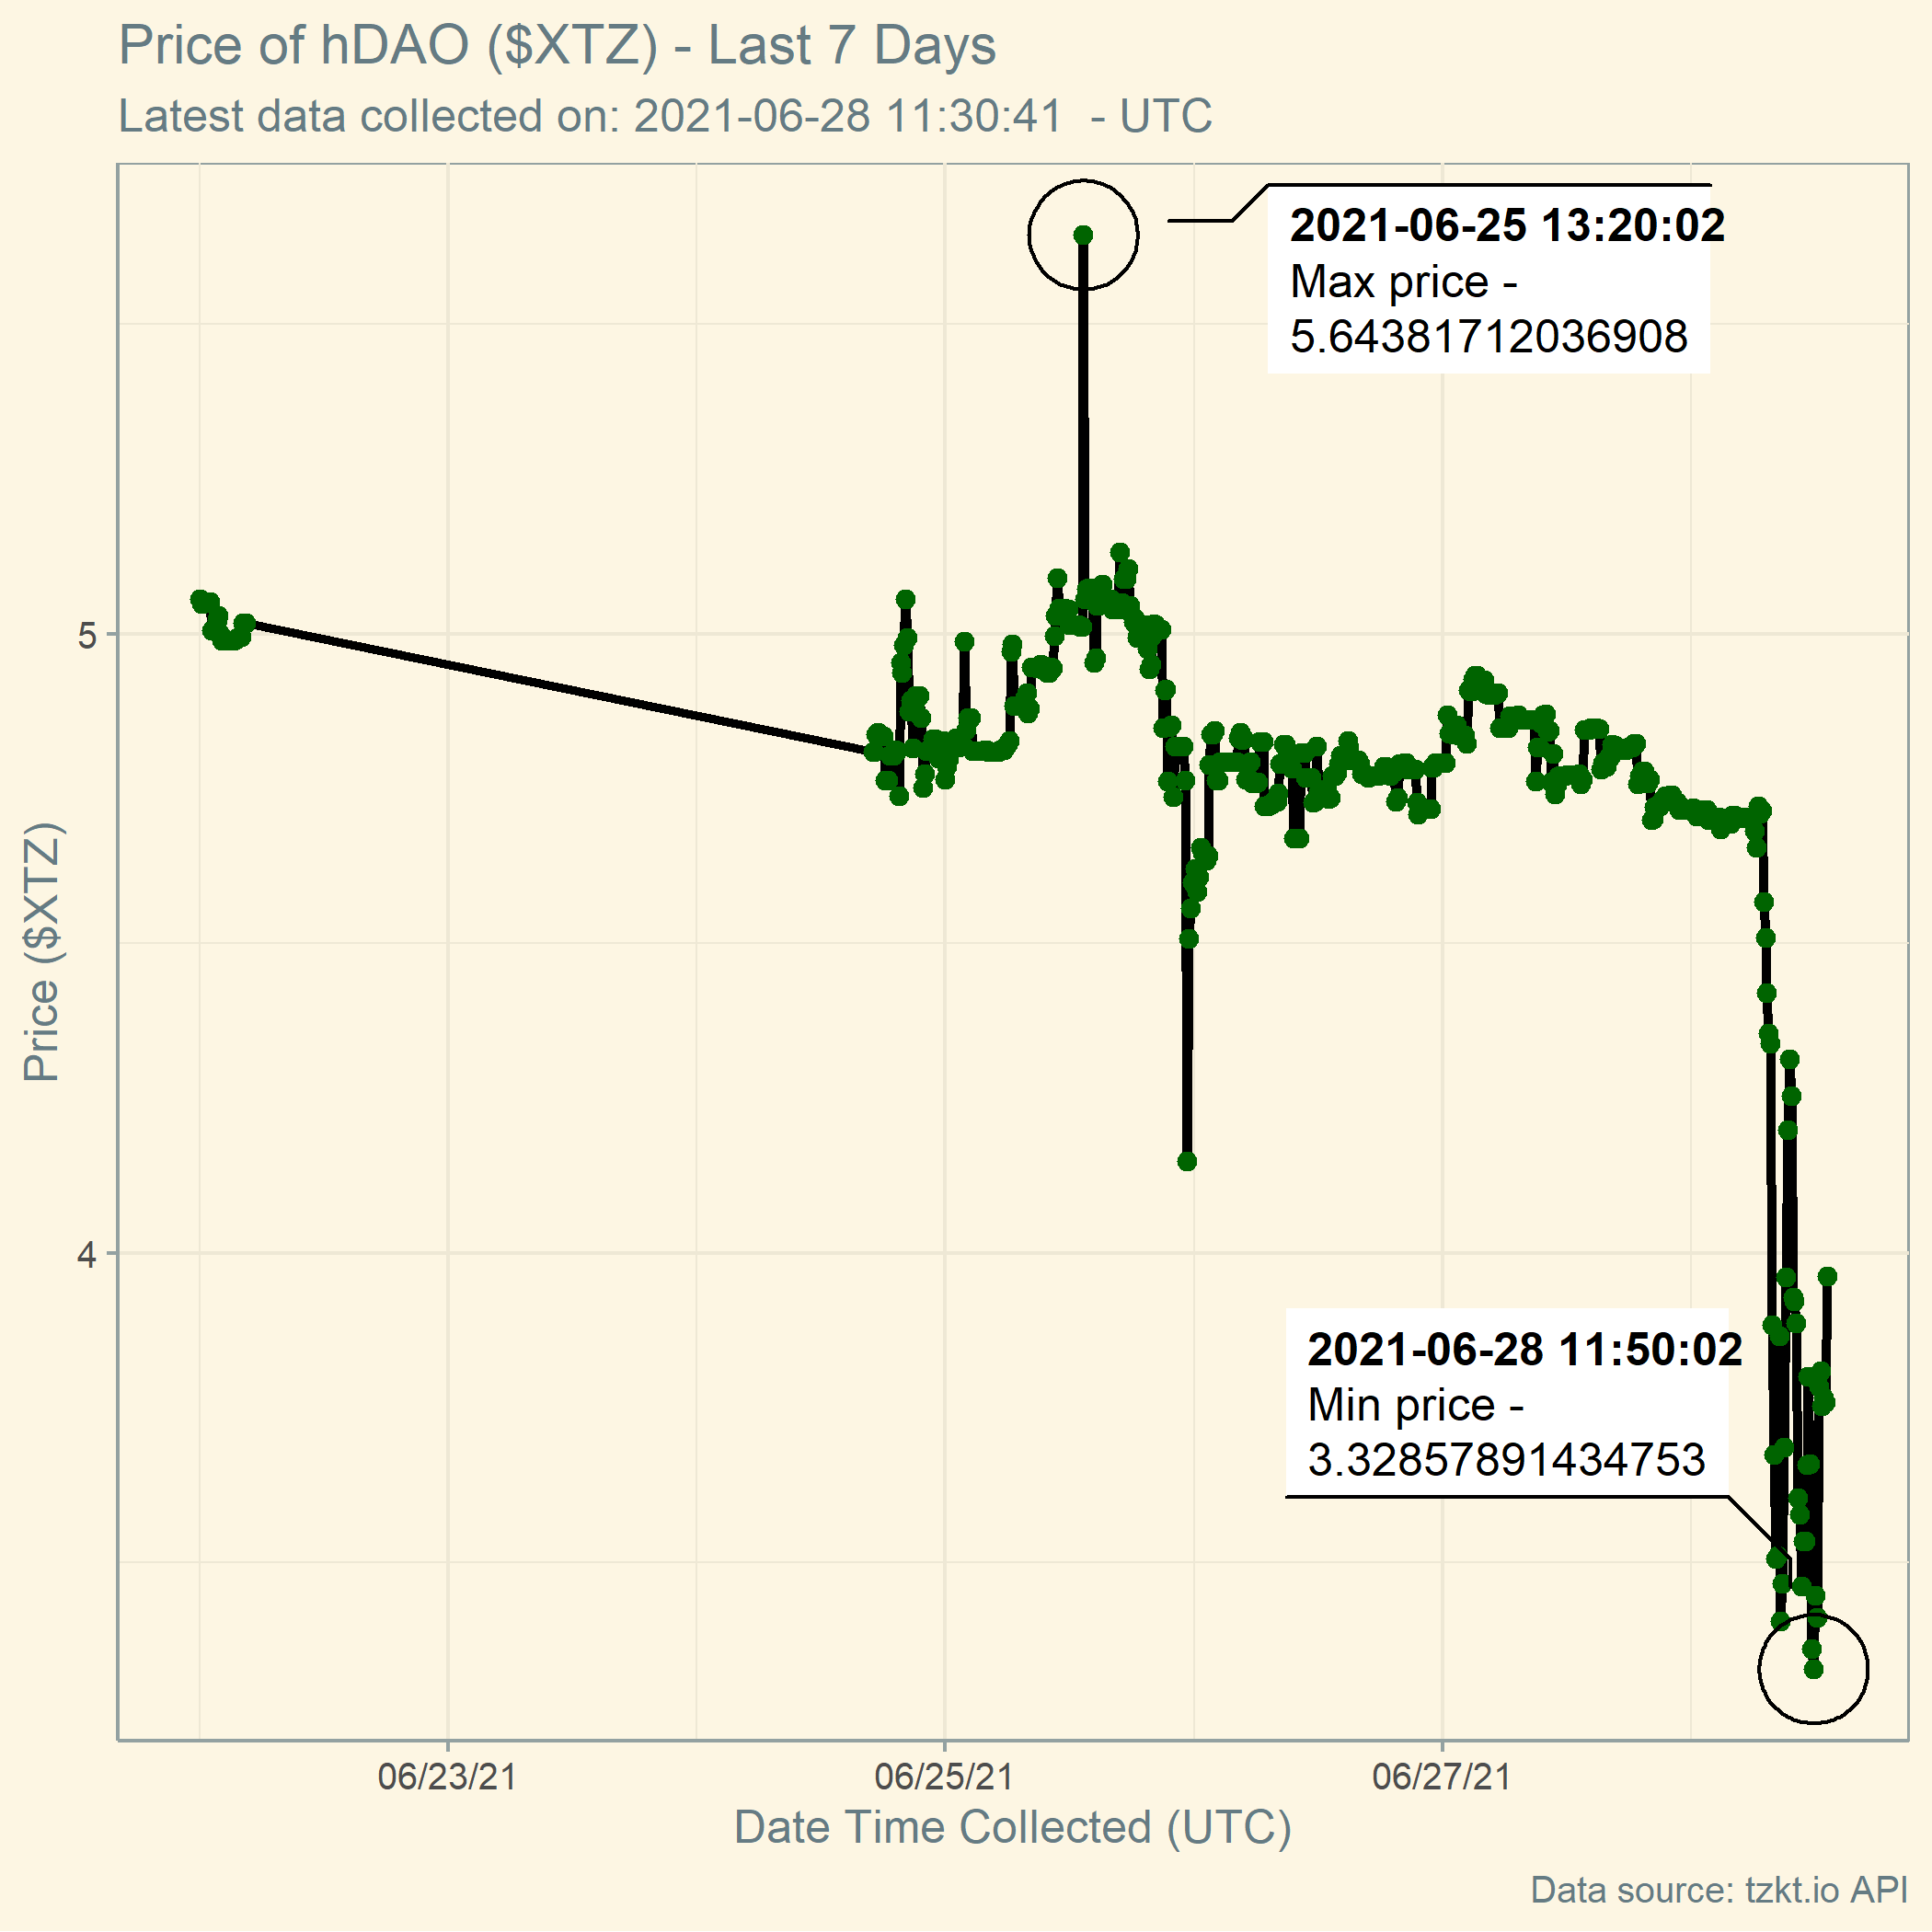 Price of hDAO ($XTZ) - Last 7 Days
Latest data collected on: 2021-06-28 11:30:41  - UTC
2021-06-25 13:20:02
Max price -
5.64381712036908
5
Price ($XTZ)
4
2021-06-28 11:50:02
Min price -
3.32857891434753
06/23/21
06/25/21
06/27/21
Date Time Collected (UTC)
Data source: tzkt.io API